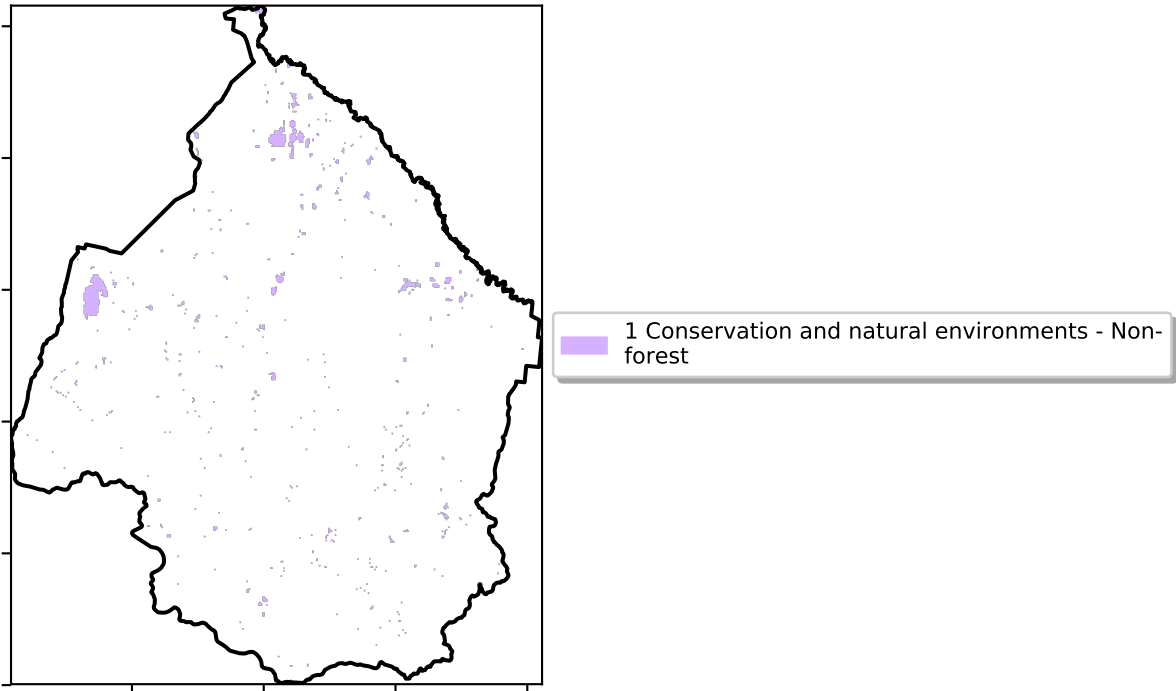 1 Conservation and natural environments - Non-
forest